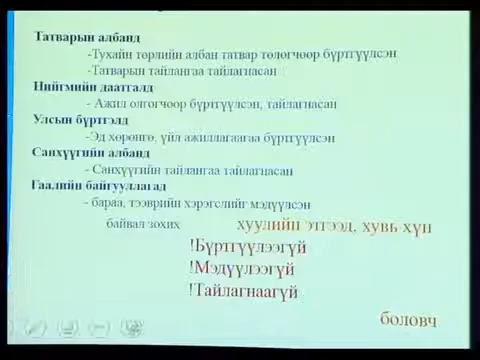 Татварын албанд
-Тухайн төрлийн албан татвар төлөгчөөр бүртгүүлсэн
-Татварын тайлангаа тайлагнасан
Нийгмийн даатгалд
- Ажил олгогчоор бүртгүүлсэн, тайлагнасан
Улсын бүртгэлд
-Эд хөрөнгө, үйл ажиллагаагаа бүртгүүлсэн
Санхүүгийн албанд
- Санхүүгийн тайлангаа тайлагнасан
Гаалийн байгууллагад
- бараа, тээврийн хэрэгслийг мэдүүлсэн
байвал зохих хуулийн этгээд, хувь хүн
!Бүртгүүлээгүй
!Мэдүүлээгүй
!Тайлагнаагүй
боловч